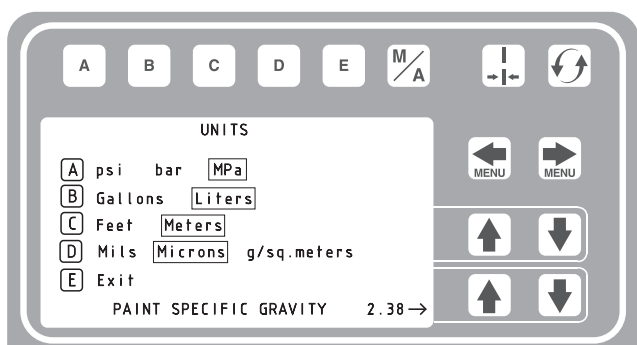 A B C D E M/A
UNITS
A psi bar MPa
B Gallons Liters
C Feet Meters
D Mils Microns g/sq.meters
E Exit
PAINT SPECIFIC GRAVITY 2.38→
MENU MENU